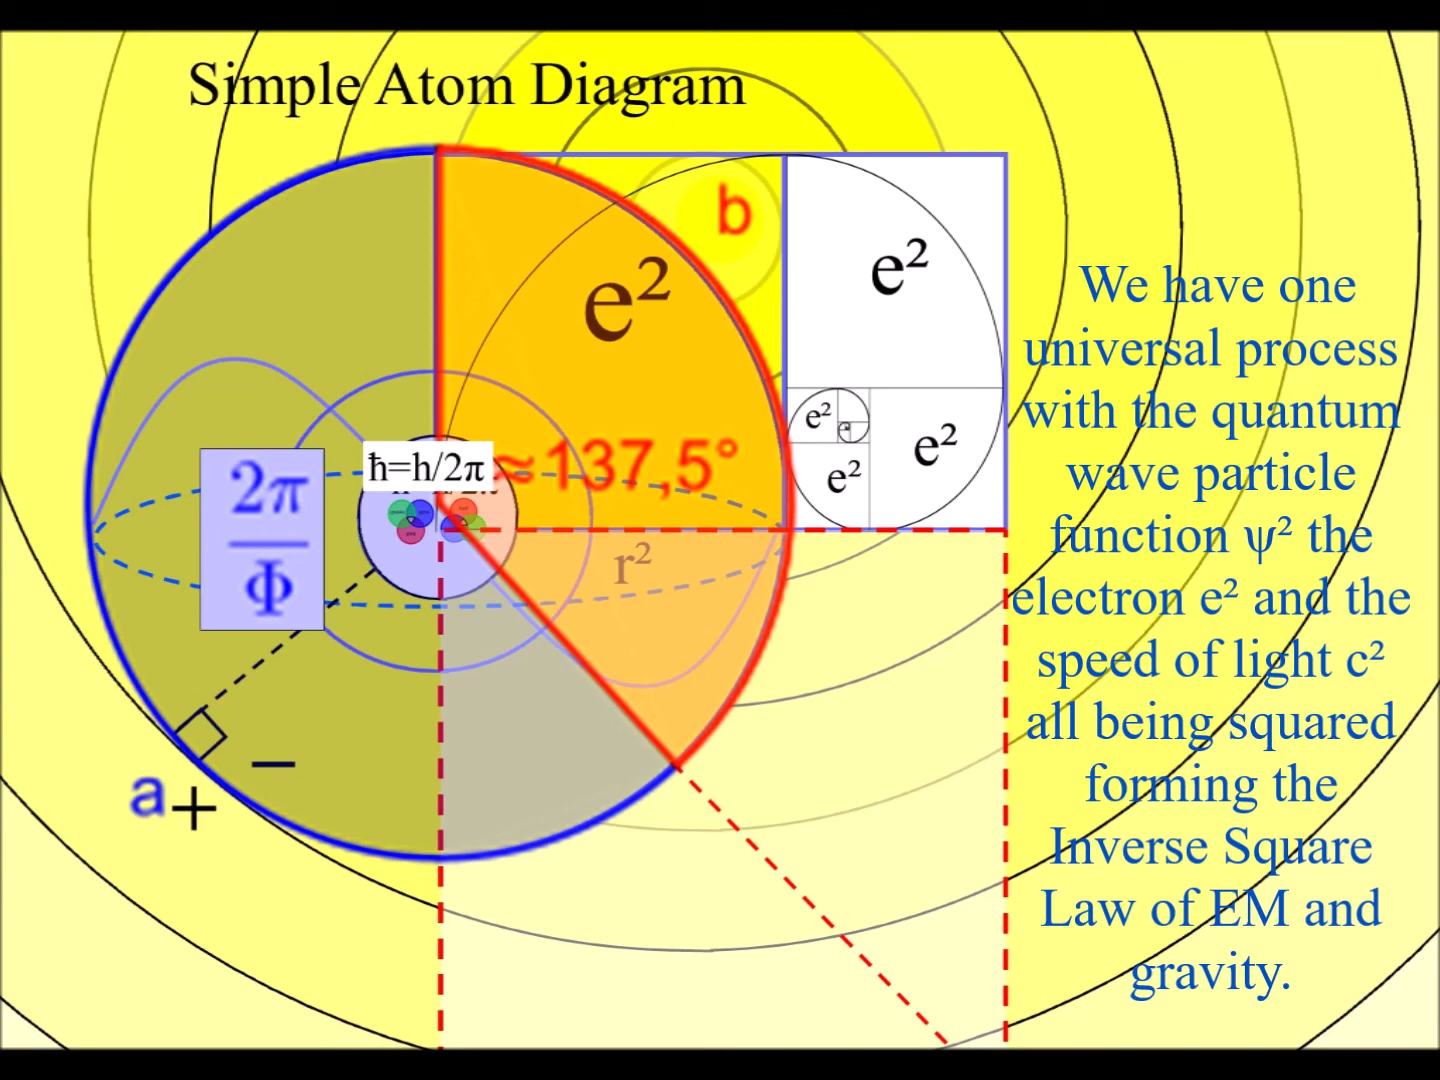 Simple Atom Diagram
b
e²
e²
≈137,5°
ħ=h/2π
e²
e²
e²
2π
Φ
r²
a
+
−
We have one
universal process
with the quantum
wave particle
function ψ² the
electron e² and the
speed of light c²
all being squared
forming the
Inverse Square
Law of EM and
gravity.